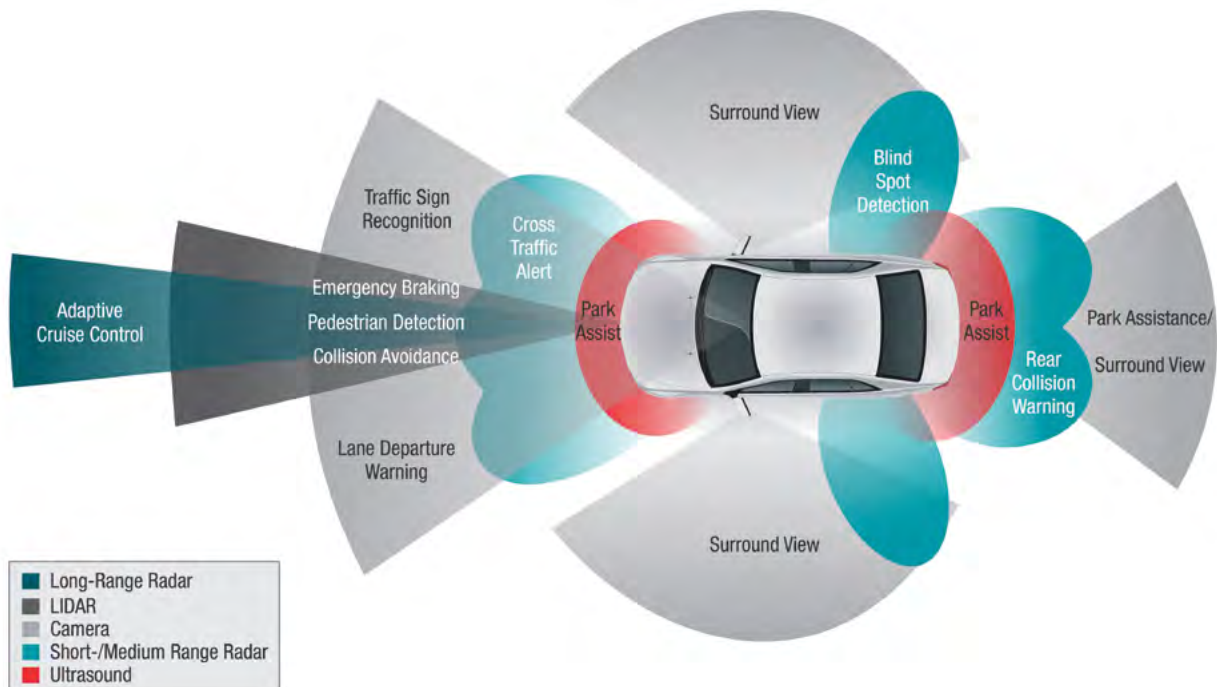 Surround View
Blind
Spot
Detection
Traffic Sign
Recognition
Cross
Traffic
Alert
Emergency Braking
Adaptive
Cruise Control
Pedestrian Detection
Park
Assist
Park
Assist
Park Assistance/
Surround View
Collision Avoidance
Rear
Collision
Warning
Lane Departure
Warning
Surround View
Long-Range Radar
LIDAR
Camera
Short-/Medium Range Radar
Ultrasound